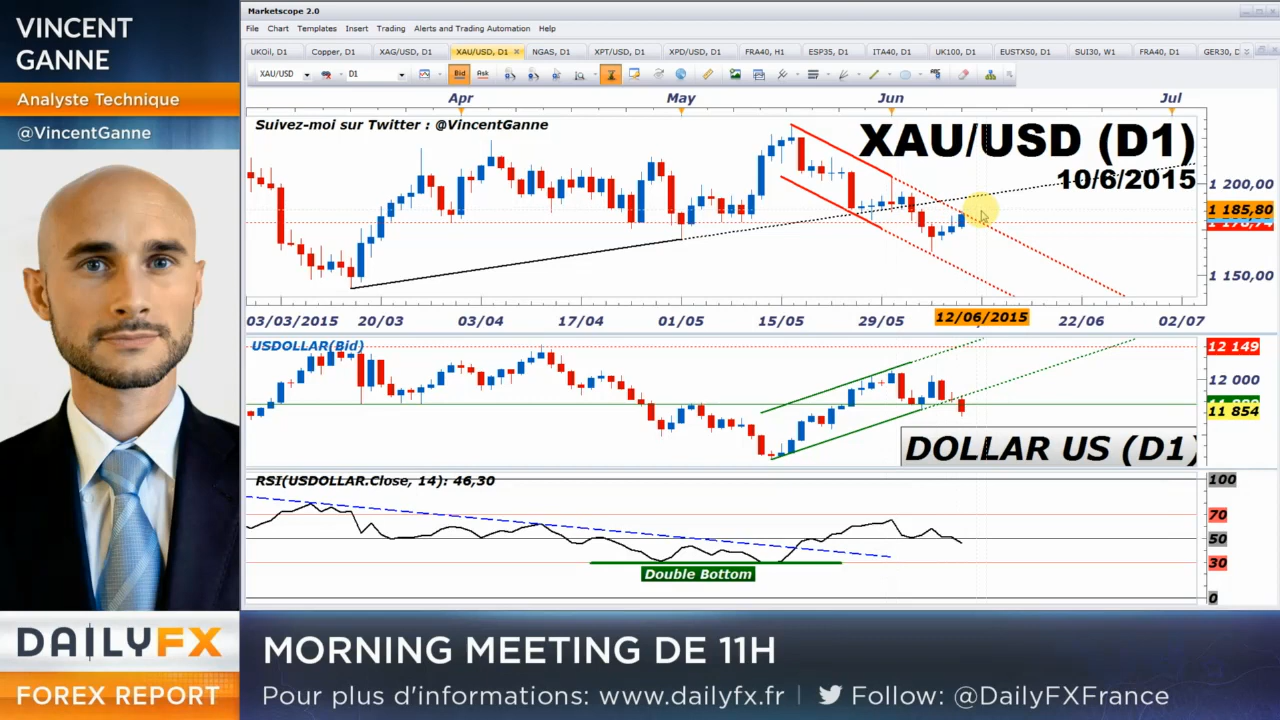 VINCENT
GANNE
Analyste Technique
@VincentGanne
Marketscope 2.0
File Chart Templates Insert Trading Alerts and Trading Automation Help
UKOil, D1 Copper, D1 XAG/USD, D1 XAU/USD, D1 NGAS, D1 XPT/USD, D1 XPD/USD, D1 FRA40, H1 ESP35, D1 ITA40, D1 UK100, D1 EUSTX50, D1 SUI30, W1 FRA40, D1 GER30, D
XAU/USD D1 Bid Ask
Apr May Jun Jul
Suivez-moi sur Twitter : @VincentGanne
XAU/USD (D1)
10/6/2015
1 200,00
1 185,80
1 150,00
03/03/2015 20/03 03/04 17/04 01/05 15/05 29/05 12/06/2015 22/06 02/07
USDOLLAR(Bid)
12 149
12 000
11 854
DOLLAR US (D1)
RSI(USDOLLAR.Close, 14): 46,30
100
70
50
30
0
Double Bottom
DAILYFX
FOREX REPORT
MORNING MEETING DE 11H
Pour plus d'informations: www.dailyfx.fr | Follow: @DailyFXFrance